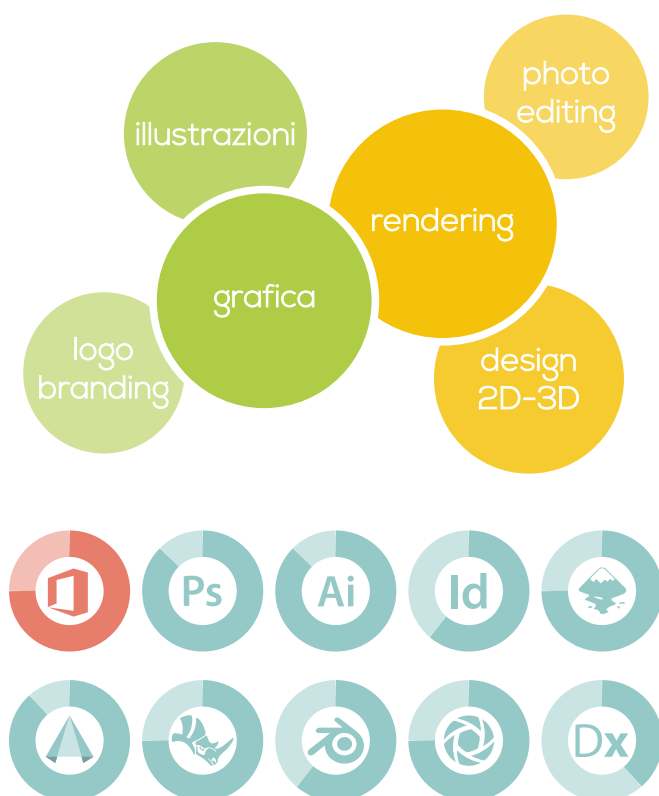 photo
editing
illustrazioni
rendering
grafica
logo
branding
design
2D-3D
Ps
Ai
Id
Dx